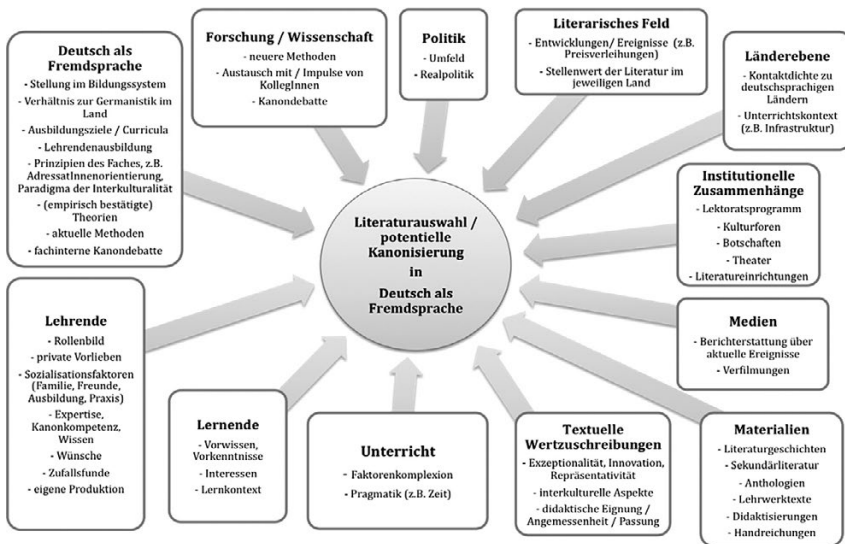 Deutsch als
Fremdsprache
- Stellung im Bildungssystem
- Verhältnis zur Germanistik im
Land
- Ausbildungsziele / Curricula
- Lehrendenausbildung
- Prinzipien des Faches, z.B.
AdressatInnenorientierung,
Paradigma der Interkulturalität
- (empirisch bestätigte)
Theorien
- aktuelle Methoden
- fachinterne Kanondebatte
Forschung / Wissenschaft
- neuere Methoden
- Austausch mit / Impulse von
KollegInnen
- Kanondebatte
Politik
- Umfeld
- Realpolitik
Literarisches Feld
- Entwicklungen/ Ereignisse (z.B.
Preisverleihungen)
- Stellenwert der Literatur im
jeweiligen Land
Länderebene
- Kontaktdichte zu
deutschsprachigen
Ländern
- Unterrichtskontext
(z.B. Infrastruktur)
Institutionelle
Zusammenhänge
- Lektoratsprogramm
- Kulturforen
- Botschaften
- Theater
- Literatureinrichtungen
Literaturauswahl /
potentielle
Kanonisierung
in
Deutsch als
Fremdsprache
Medien
- Berichterstattung über
aktuelle Ereignisse
- Verfilmungen
Lehrende
- Rollenbild
- private Vorlieben
- Sozialisationsfaktoren
(Familie, Freunde,
Ausbildung, Praxis)
- Expertise,
Kanonkompetenz,
Wissen
- Wünsche
- Zufallsfunde
- eigene Produktion
Lernende
- Vorwissen,
Vorkenntnisse
- Interessen
- Lernkontext
Unterricht
- Faktorenkomplexion
- Pragmatik (z.B. Zeit)
Textuelle
Wertzuschreibungen
- Exzeptionalität, Innovation,
Repräsentativität
- interkulturelle Aspekte
- didaktische Eignung /
Angemessenheit / Passung
Materialien
- Literaturgeschichten
- Sekundärliteratur
- Anthologien
- Lehrwerktexte
- Didaktisierungen
- Handreichungen